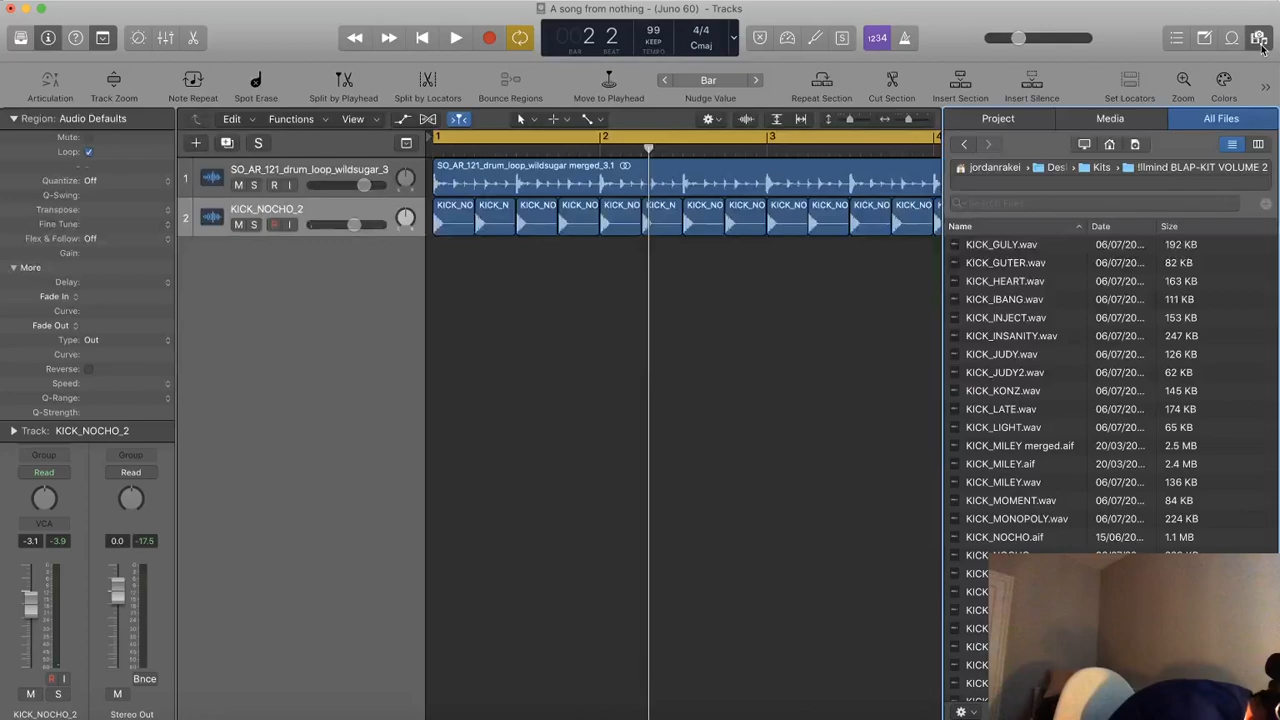 A song from nothing - (Juno 60) - Tracks
2 2
BAR BEAT
99
KEEP
TEMPO
4/4
Cmaj
1234
Articulation
Track Zoom
Note Repeat
Spot Erase
Split by Playhead
Split by Locators
Bounce Regions
Move to Playhead
Bar
Nudge Value
Repeat Section
Cut Section
Insert Section
Insert Silence
Set Locators
Zoom
Colors
Region: Audio Defaults
Mute:
Loop:
Quantize: Off
Q-Swing:
Transpose:
Fine Tune:
Flex & Follow: Off
Gain:
More
Delay:
Fade In
Curve:
Fade Out
Type: Out
Curve:
Reverse:
Speed:
Q-Range:
Q-Strength:
Track: KICK_NOCHO_2
Group
Group
Read
Read
VCA
-3.1 -3.9
0.0 -17.5
R I
Bnce
M S
M
KICK_NOCHO_2
Stereo Out
Edit
Functions
View
S
1 SO_AR_121_drum_loop_wildsugar_3
M S R I
2 KICK_NOCHO_2
M S R I
1 2 3 4
SO_AR_121_drum_loop_wildsugar merged_3.1
KICK_NO KICK_N KICK_NO KICK_NO KICK_NO KICK_N KICK_NO KICK_NO KICK_NO KICK_NO KICK_NO
Project
Media
All Files
jordanrakei
Des
Kits
!!lmind BLAP-KIT VOLUME 2
Search Files
Name Date Size
KICK_GULY.wav 06/07/20... 192 KB
KICK_GUTER.wav 06/07/20... 82 KB
KICK_HEART.wav 06/07/20... 163 KB
KICK_IBANG.wav 06/07/20... 111 KB
KICK_INJECT.wav 06/07/20... 153 KB
KICK_INSANITY.wav 06/07/20... 247 KB
KICK_JUDY.wav 06/07/20... 126 KB
KICK_JUDY2.wav 06/07/20... 62 KB
KICK_KONZ.wav 06/07/20... 145 KB
KICK_LATE.wav 06/07/20... 174 KB
KICK_LIGHT.wav 06/07/20... 65 KB
KICK_MILEY merged.aif 20/03/20... 2.5 MB
KICK_MILEY.aif 20/03/20... 2.4 MB
KICK_MILEY.wav 06/07/20... 136 KB
KICK_MOMENT.wav 06/07/20... 84 KB
KICK_MONOPOLY.wav 06/07/20... 224 KB
KICK_NOCHO.aif 15/06/20... 1.1 MB
KICK
KICK
KICK
KICK
KICK
KICK
KICK